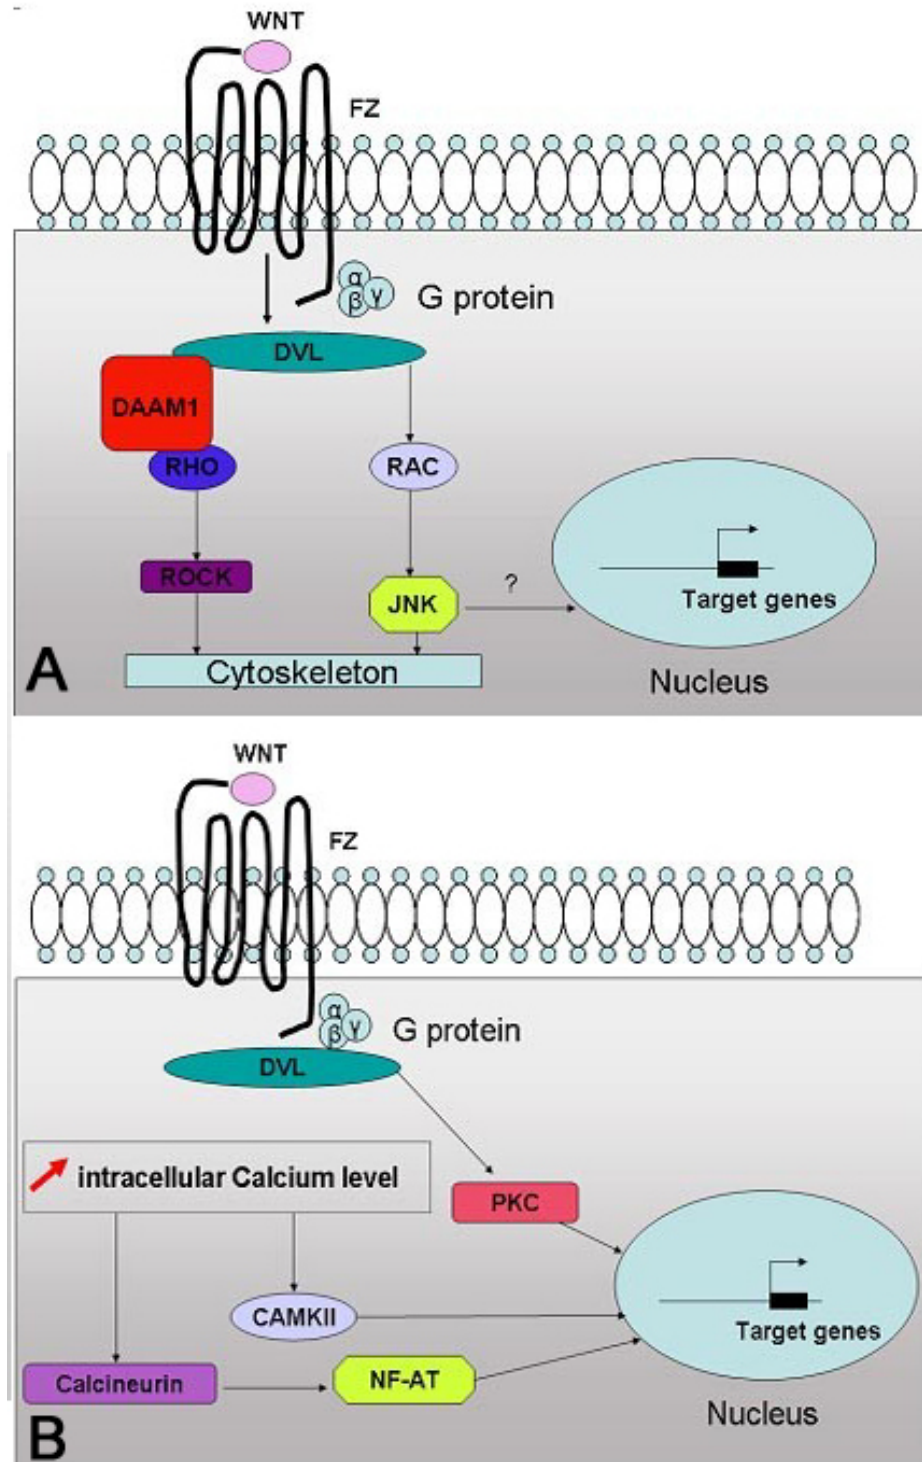 WNT
FZ
α
β γ
G protein
DVL
DAAM1
RHO
RAC
ROCK
JNK
?
Target genes
Cytoskeleton
Nucleus
A
WNT
FZ
α
β γ
G protein
DVL
intracellular Calcium level
PKC
CAMKII
Target genes
Calcineurin
NF-AT
Nucleus
B